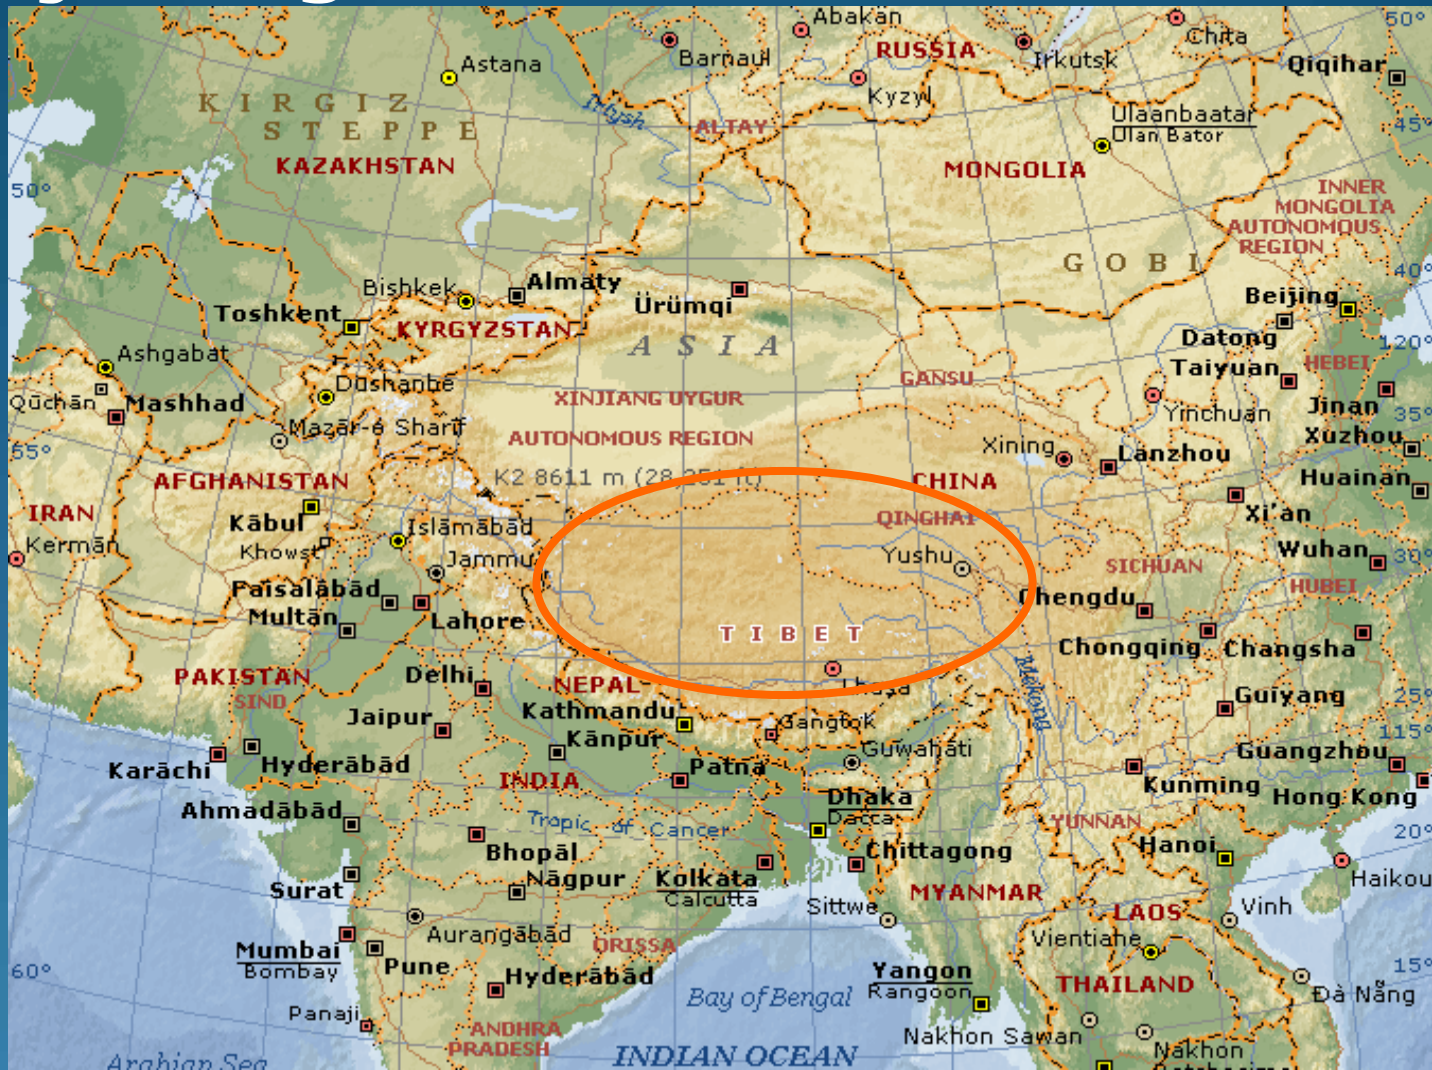 Abakan
Barnaul
RUSSIA
Irkutsk
Chita
50°
Astana
Kyzyl
Qiqihar
KIRGIZ
STEPPE
Irtysh
ALTAY
Ulaanbaatar
Ulan Bator
45°
KAZAKHSTAN
MONGOLIA
50°
INNER
MONGOLIA
AUTONOMOUS
REGION
GOBI
40°
Bishkek
Almaty
Ürümqi
Beijing
Toshkent
KYRGYZSTAN
ASIA
Datong
120°
Ashgabat
Taiyuan
HEBEI
Dushanbe
GANSU
Qūchān
Mashhad
XINJIANG UYGUR
AUTONOMOUS REGION
Yinchuan
Jinan
35°
Mazār-e Sharīf
Xining
Lanzhou
Xuzhou
55°
K2 8611 m (28,251 ft)
CHINA
Huainan
AFGHANISTAN
IRAN
Kābul
QINGHAI
Xi'an
Kermān
Khowst
Islāmābād
Jammu
Yushu
SICHUAN
Wuhan
30°
Faisalābād
HUBEI
Multān
Lahore
Chengdu
TIBET
Chongqing
Changsha
PAKISTAN
SIND
Delhi
NEPAL
Lhasa
Mekong
Guiyang
25°
Jaipur
Kathmandu
Gangtok
Kānpur
Guwahāti
Guangzhou
115°
Karāchi
Hyderābād
INDIA
Patna
Kunming
Hong Kong
Ahmadābād
Dhaka
Dacca
Tropic of Cancer
YUNNAN
20°
Bhopāl
Chittagong
Hanoi
Surat
Nāgpur
Kolkata
Calcutta
MYANMAR
Haikou
Sittwe
LAOS
Vinh
Mumbai
Bombay
Aurangābād
ORISSA
Vientiane
60°
Pune
Hyderābād
Yangon
Rangoon
THAILAND
15°
Bay of Bengal
Đà Nẵng
Panaji
ANDHRA
PRADESH
Nakhon Sawan
Nakhon
INDIAN OCEAN
Arabian Sea